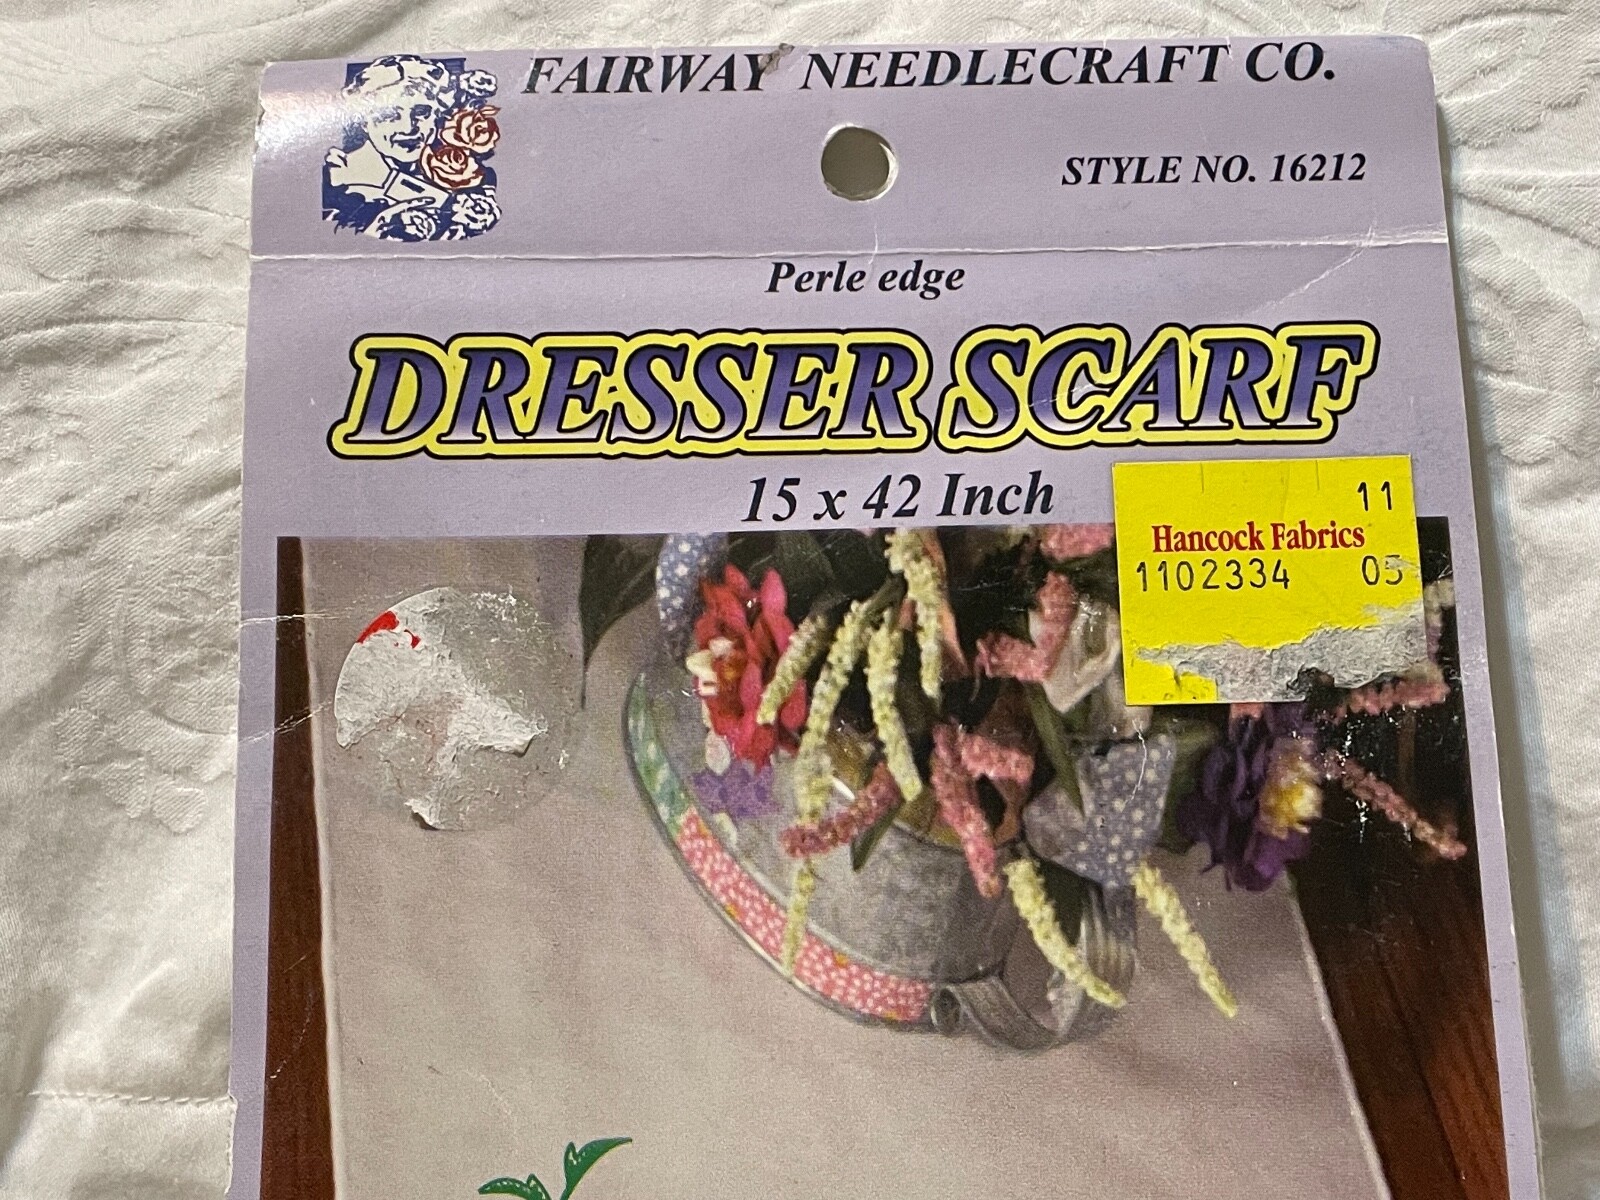 FAIRWAY NEEDLECRAFT CO.
STYLE NO. 16212
Perle edge
DRESSER SCARF
15 x 42 Inch
11
Hancock Fabrics
1102334 05